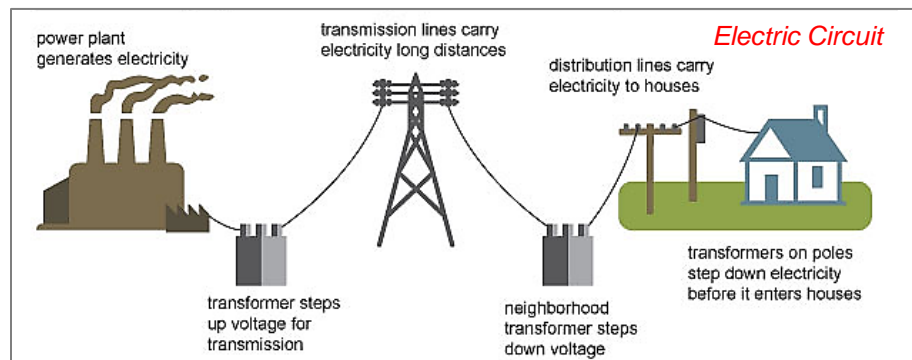 power plant
generates electricity
transmission lines carry
electricity long distances
Electric Circuit
distribution lines carry
electricity to houses
transformer steps
up voltage for
transmission
neighborhood
transformer steps
down voltage
transformers on poles
step down electricity
before it enters houses